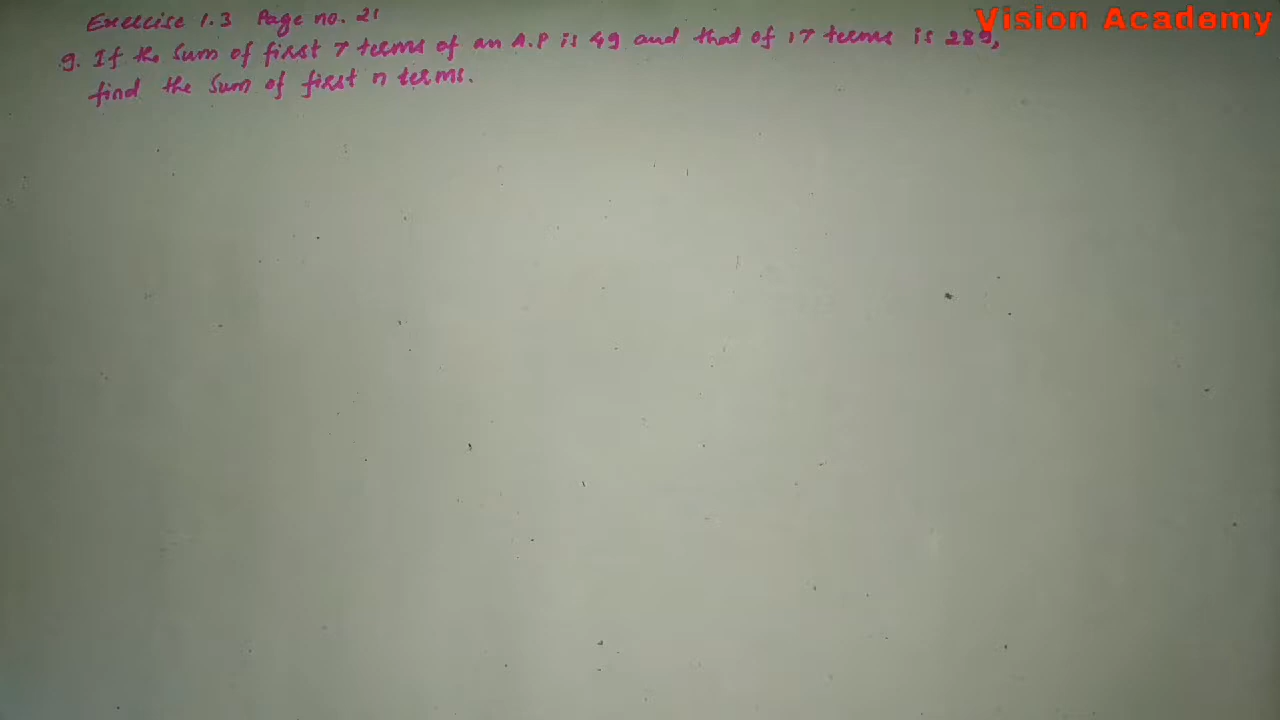 Exercise 1.3 Page no. 21
Vision Academy
9. If the Sum of first 7 terms of an A.P is 49 and that of 17 terms is 289,
find the Sum of first n terms.